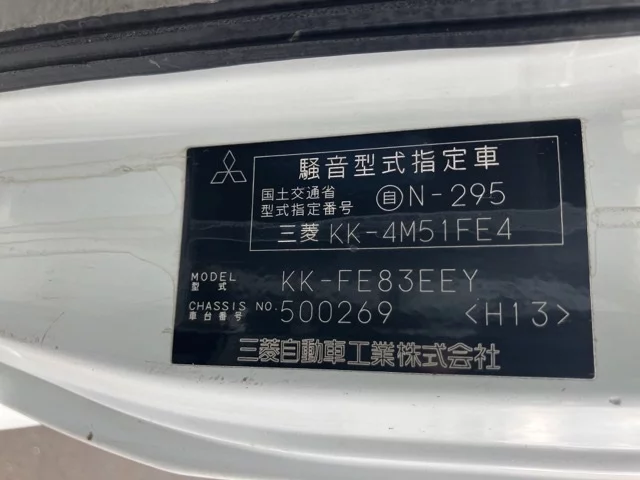 騒音型式指定車
国土交通省
型式指定番号 自 N-295
三菱 KK-4M51FE4
MODEL
型式 KK-FE83EEY
CHASSIS NO.
車台番号 500269 <H13>
三菱自動車工業株式会社